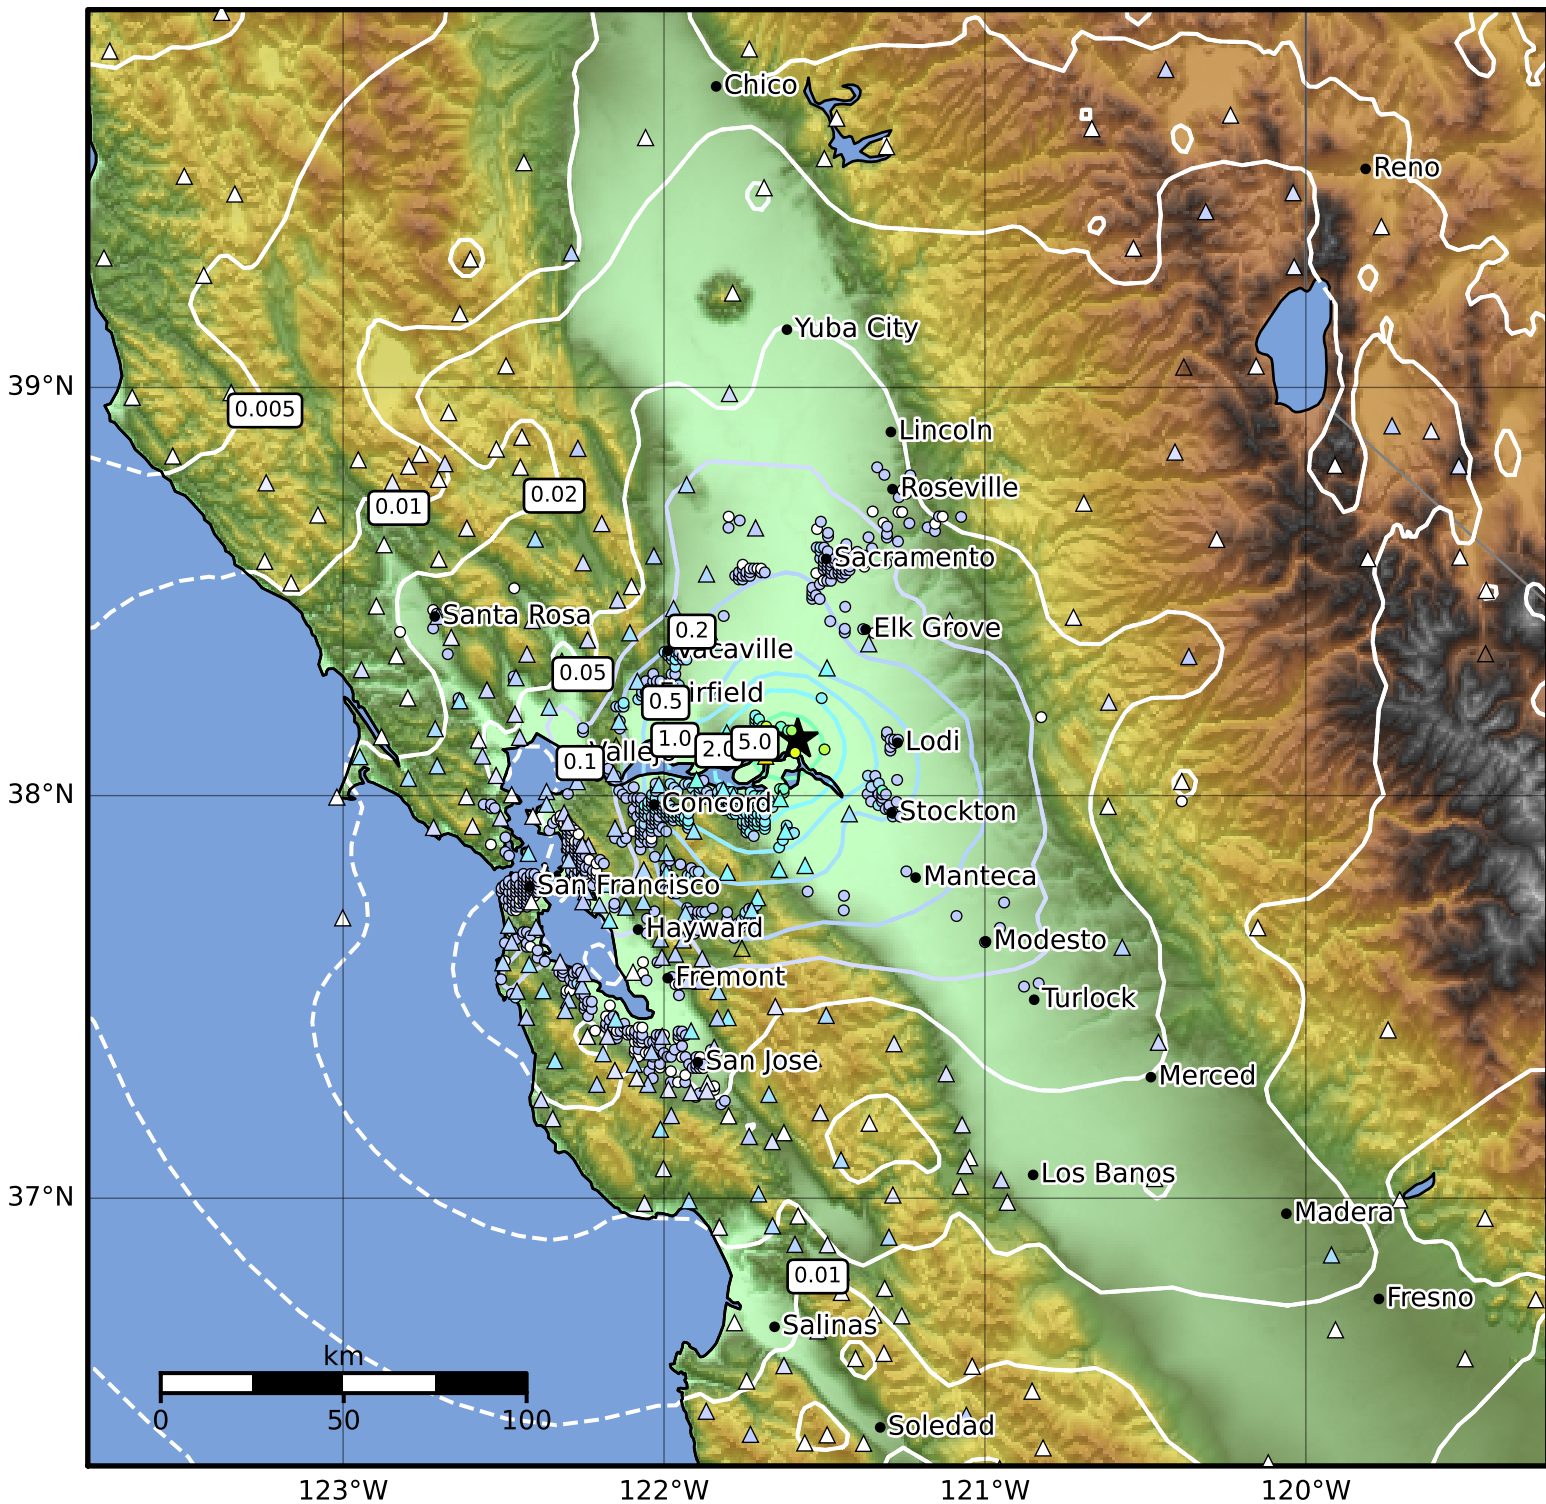 Chico
Reno
Yuba City
39°N
0.005
Lincoln
Roseville
0.01
0.02
Sacramento
Santa Rosa
Elk Grove
0.2
Vacaville
0.05
0.5
Fairfield
1.0
2.0
5.0
Lodi
Vallejo
0.1
38°N
Concord
Stockton
Manteca
San Francisco
Hayward
Modesto
Fremont
Turlock
San Jose
Merced
Los Banos
37°N
Madera
0.01
Fresno
Salinas
km
0 50 100
Soledad
123°W 122°W 121°W 120°W